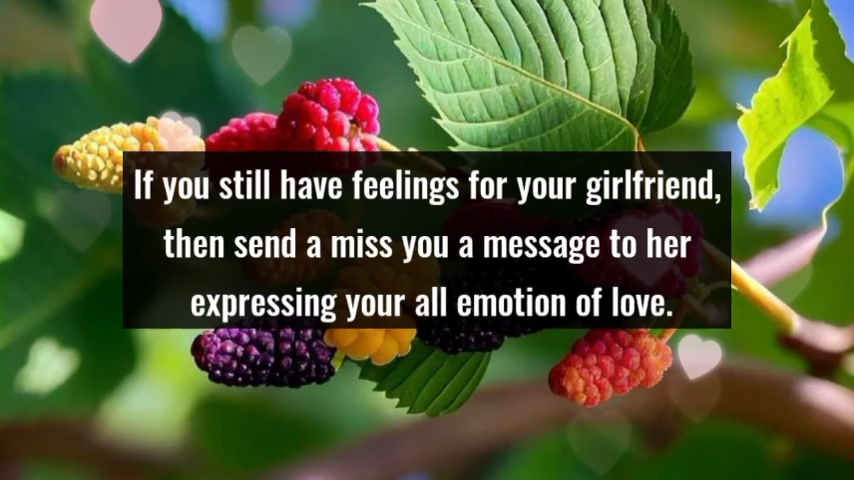 If you still have feelings for your girlfriend,
then send a miss you a message to her
expressing your all emotion of love.